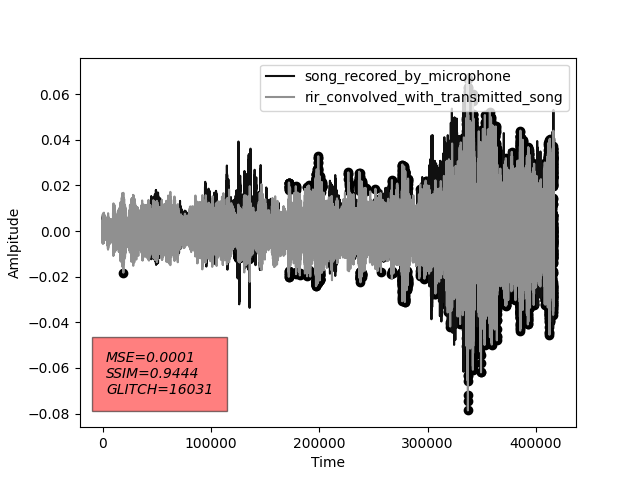 song_recored_by_microphone
rir_convolved_with_transmitted_song
0.06
0.04
0.02
0.00
−0.02
−0.04
−0.06
−0.08
Amlpitude
MSE=0.0001
SSIM=0.9444
GLITCH=16031
0 100000 200000 300000 400000
Time